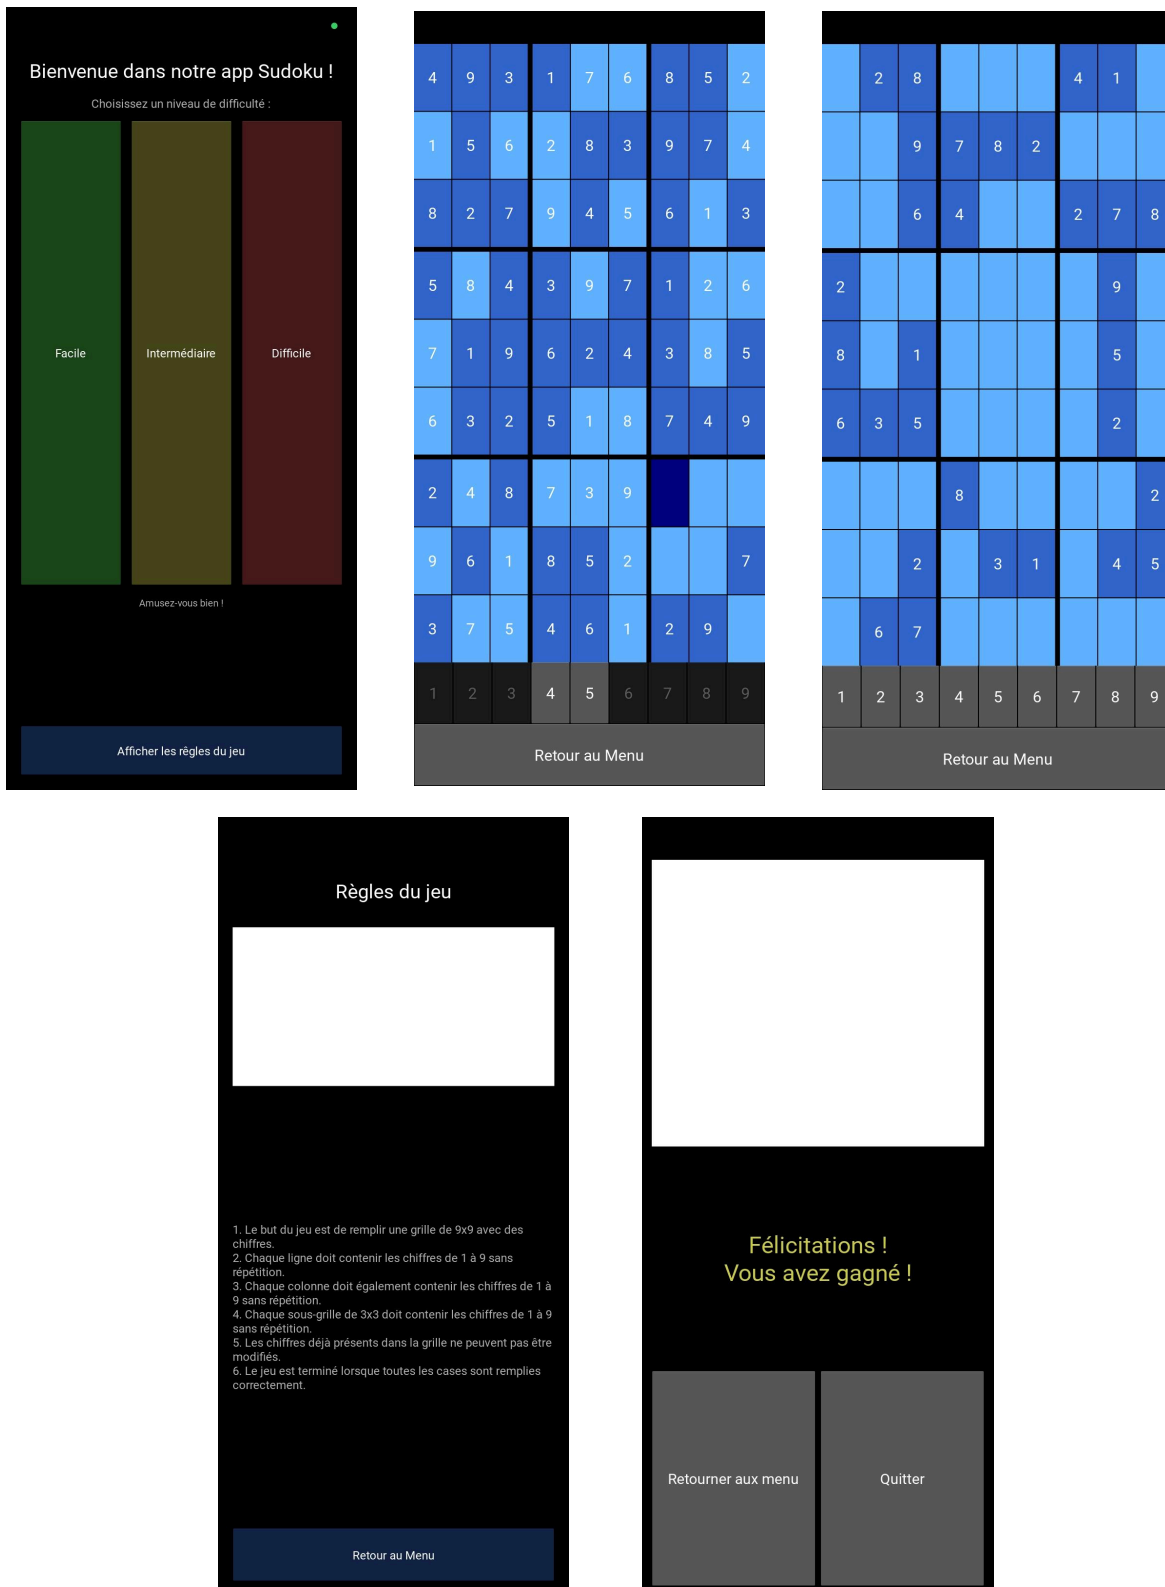 Bienvenue dans notre app Sudoku !
Choisissez un niveau de difficulté :
Facile Intermédiaire Difficile
Amusez-vous bien !
Afficher les rêgles du jeu
4 9 3 1 7 6 8 5 2
1 5 6 2 8 3 9 7 4
8 2 7 9 4 5 6 1 3
5 8 4 3 9 7 1 2 6
7 1 9 6 2 4 3 8 5
6 3 2 5 1 8 7 4 9
2 4 8 7 3 9
9 6 1 8 5 2 7
3 7 5 4 6 1 2 9
1 2 3 4 5 6 7 8 9
Retour au Menu
2 8 4 1
9 7 8 2
6 4 2 7 8
2 9
8 1 5
6 3 5 2
8 2
2 3 1 4 5
6 7
1 2 3 4 5 6 7 8 9
Retour au Menu
Règles du jeu
1. Le but du jeu est de remplir une grille de 9x9 avec des
chiffres.
2. Chaque ligne doit contenir les chiffres de 1 à 9 sans
répétition.
3. Chaque colonne doit également contenir les chiffres de 1 à
9 sans répétition.
4. Chaque sous-grille de 3x3 doit contenir les chiffres de 1 à 9
sans répétition.
5. Les chiffres déjà présents dans la grille ne peuvent pas être
modifiés.
6. Le jeu est terminé lorsque toutes les cases sont remplies
correctement.
Retour au Menu
Félicitations !
Vous avez gagné !
Retourner aux menu Quitter